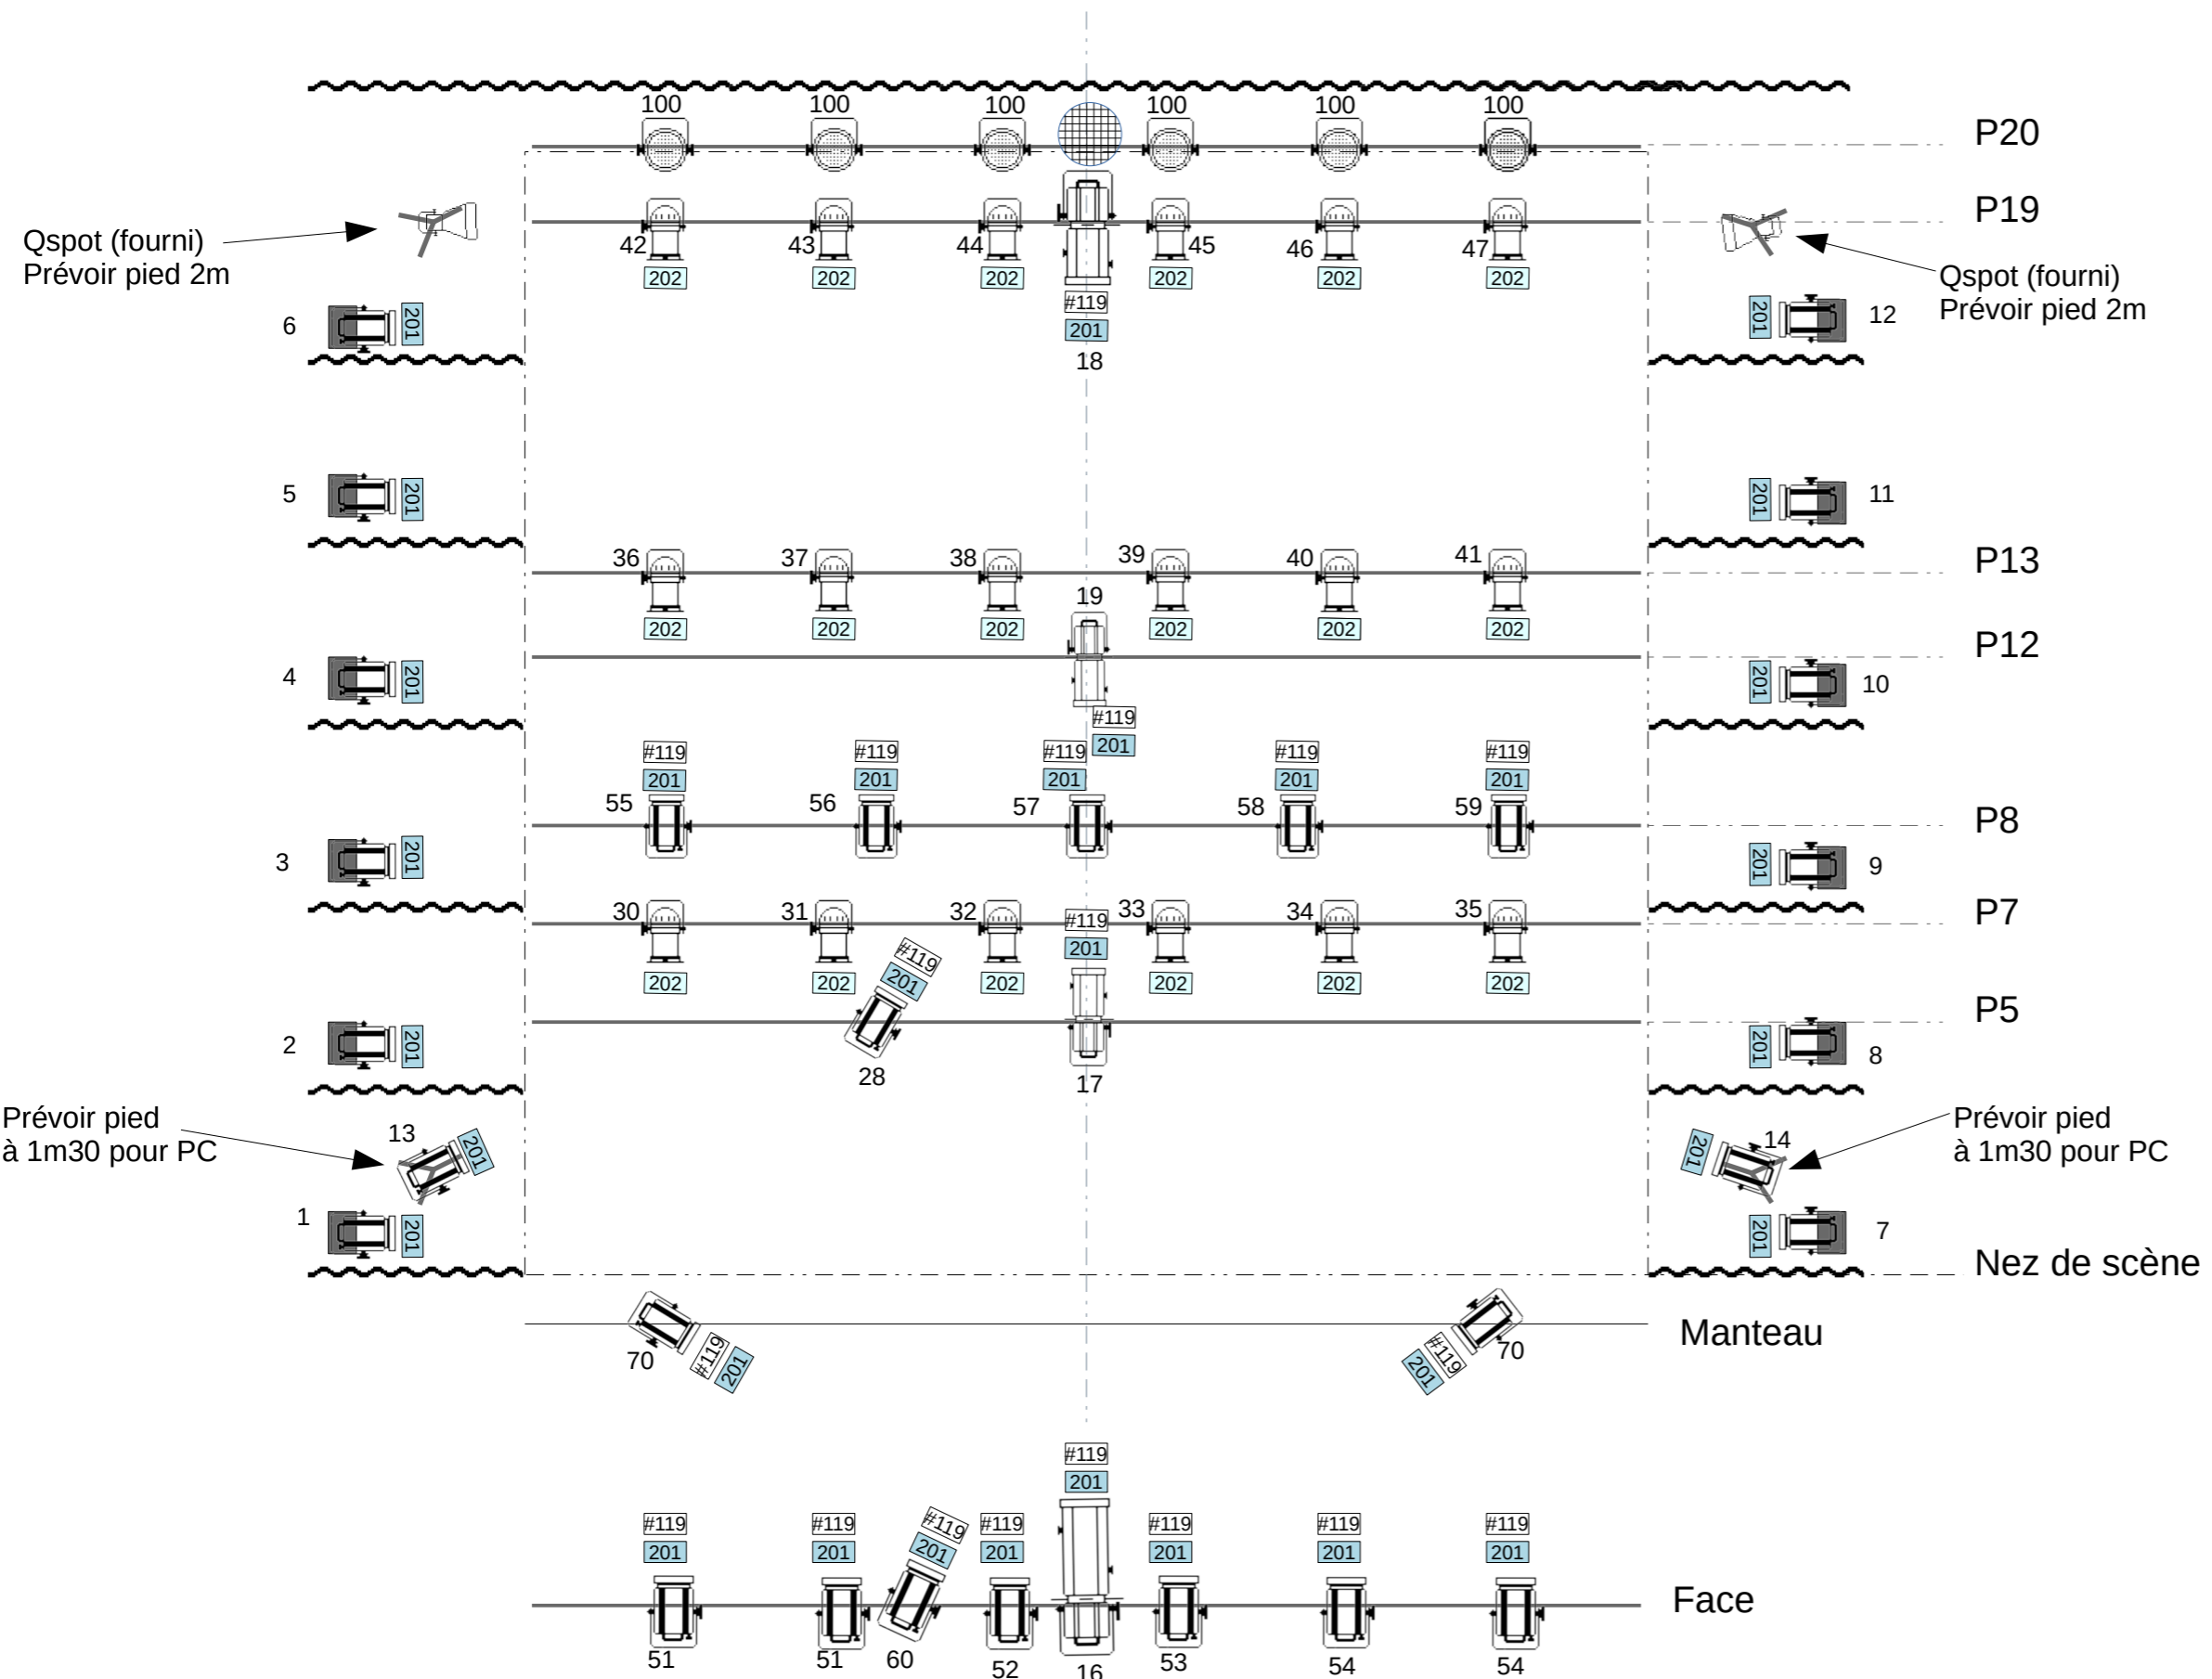 100 100 100 100 100 100
P20
P19
42 43 44 45 46 47
Qspot (fourni)
Prévoir pied 2m
Qspot (fourni)
Prévoir pied 2m
202 202 202 202 202 202
#119
201
18
6 201
201 12
5 201
201 11
36 37 38 39 40 41
P13
19
202 202 202 202 202 202
P12
4 201
201 10
#119
201
#119 #119 #119 #119 #119
201 201 201 201 201
55 56 57 58 59
P8
3 201
201 9
30 31 32 33 34 35
P7
#119
201
#119
201
202 202 202 202 202 202
P5
2 201
201 8
28
17
Prévoir pied
à 1m30 pour PC
13 201
201 14
Prévoir pied
à 1m30 pour PC
1 201
201 7
Nez de scène
Manteau
70 #119 201
201 #119 70
#119
201
#119 #119 #119 #119 #119 #119 #119
201 201 201 201 201 201 201
Face
51 51 60 52 16 53 54 54